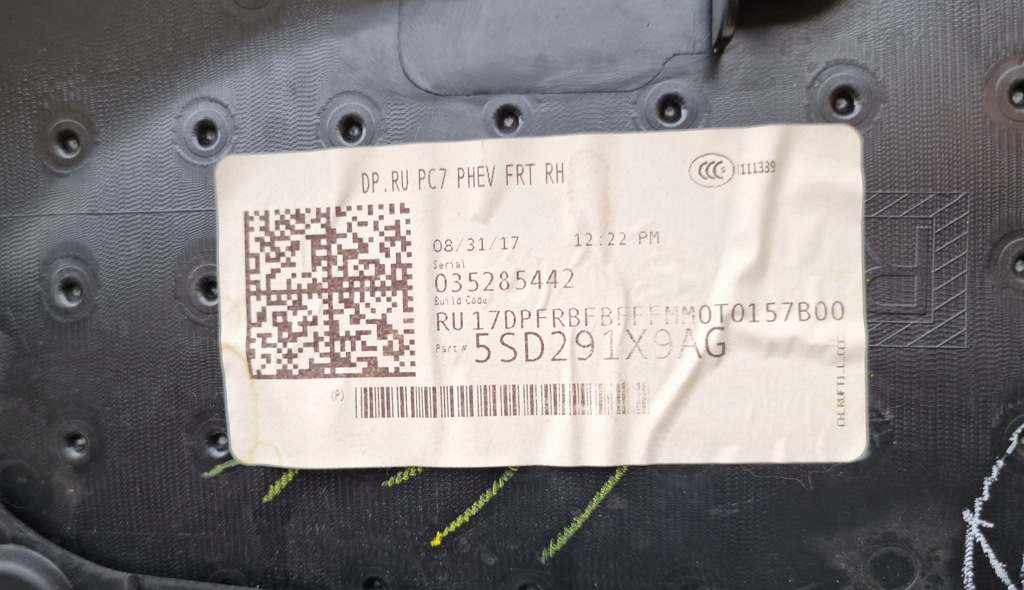 DP.RU PC7 PHEV FRT RH
CCC S 111339
08/31/17 12:22 PM
Serial
035285442
Build Code
RU 17DPFRBFBFFFMM0T0157B00
Part # 5SD291X9AG
(P)